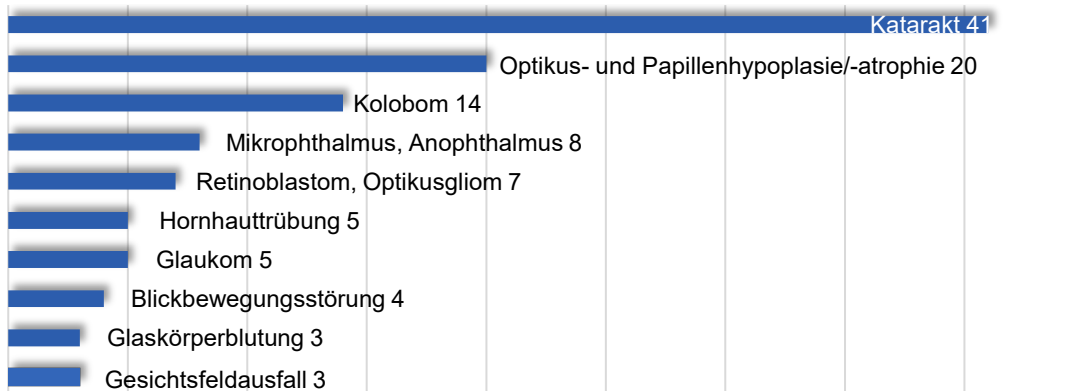 Katarakt 41
Optikus- und Papillenhypoplasie/-atrophie 20
Kolobom 14
Mikrophthalmus, Anophthalmus 8
Retinoblastom, Optikusgliom 7
Hornhauttrübung 5
Glaukom 5
Blickbewegungsstörung 4
Glaskörperblutung 3
Gesichtsfeldausfall 3